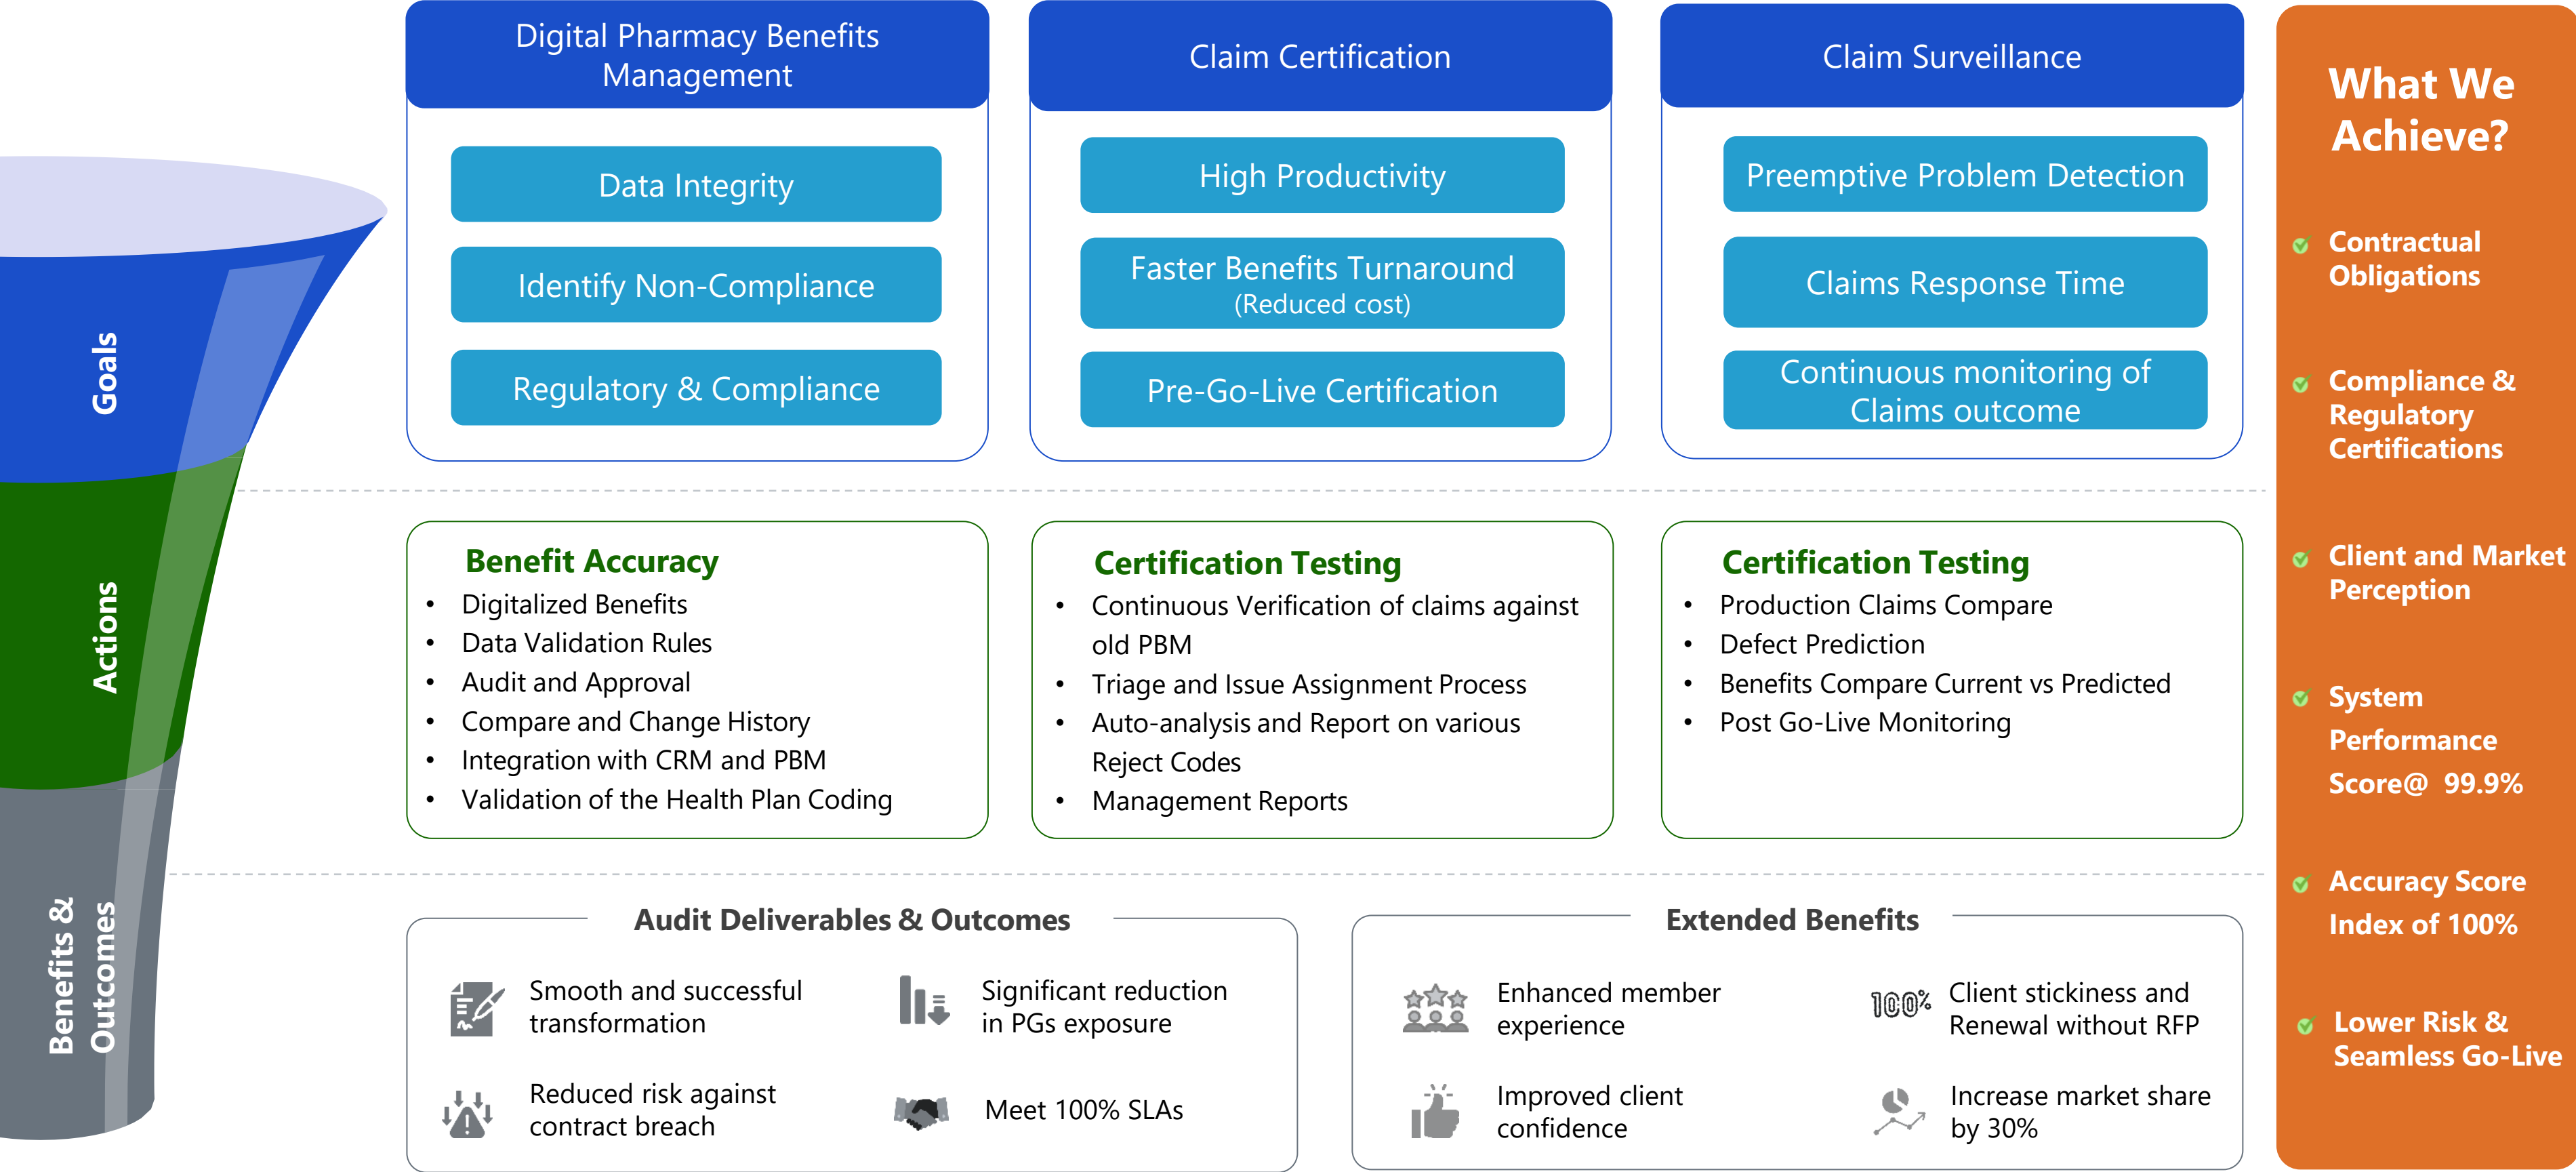 Digital Pharmacy Benefits
Management
Claim Certification
Claim Surveillance
Goals
Data Integrity
Identify Non-Compliance
Regulatory & Compliance
High Productivity
Faster Benefits Turnaround
(Reduced cost)
Pre-Go-Live Certification
Preemptive Problem Detection
Claims Response Time
Continuous monitoring of
Claims outcome
Actions
Benefit Accuracy
• Digitalized Benefits
• Data Validation Rules
• Audit and Approval
• Compare and Change History
• Integration with CRM and PBM
• Validation of the Health Plan Coding
Certification Testing
• Continuous Verification of claims against
old PBM
• Triage and Issue Assignment Process
• Auto-analysis and Report on various
Reject Codes
• Management Reports
Certification Testing
• Production Claims Compare
• Defect Prediction
• Benefits Compare Current vs Predicted
• Post Go-Live Monitoring
Benefits &
Outcomes
Audit Deliverables & Outcomes
Smooth and successful
transformation
Significant reduction
in PGs exposure
Reduced risk against
contract breach
Meet 100% SLAs
Extended Benefits
Enhanced member
experience
100%
Client stickiness and
Renewal without RFP
Improved client
confidence
Increase market share
by 30%
What We
Achieve?
Contractual
Obligations
Compliance &
Regulatory
Certifications
Client and Market
Perception
System
Performance
Score@ 99.9%
Accuracy Score
Index of 100%
Lower Risk &
Seamless Go-Live